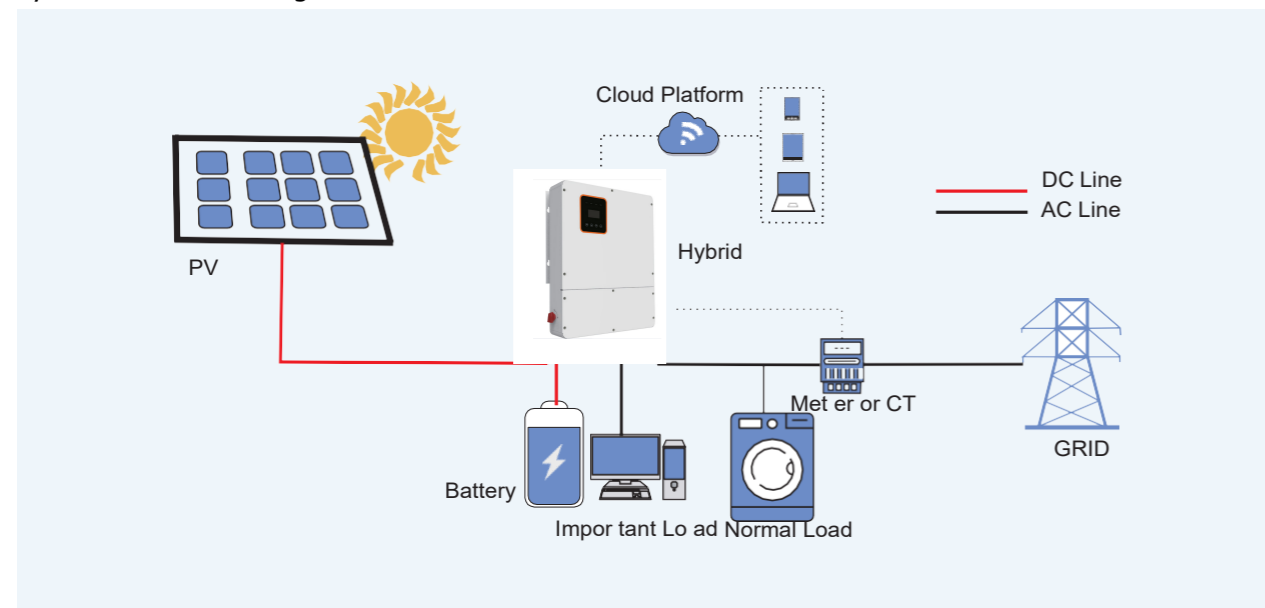 Cloud Platform
DC Line
AC Line
Hybrid
PV
Met er or CT
GRID
Battery
Impor tant Lo ad
Normal Load